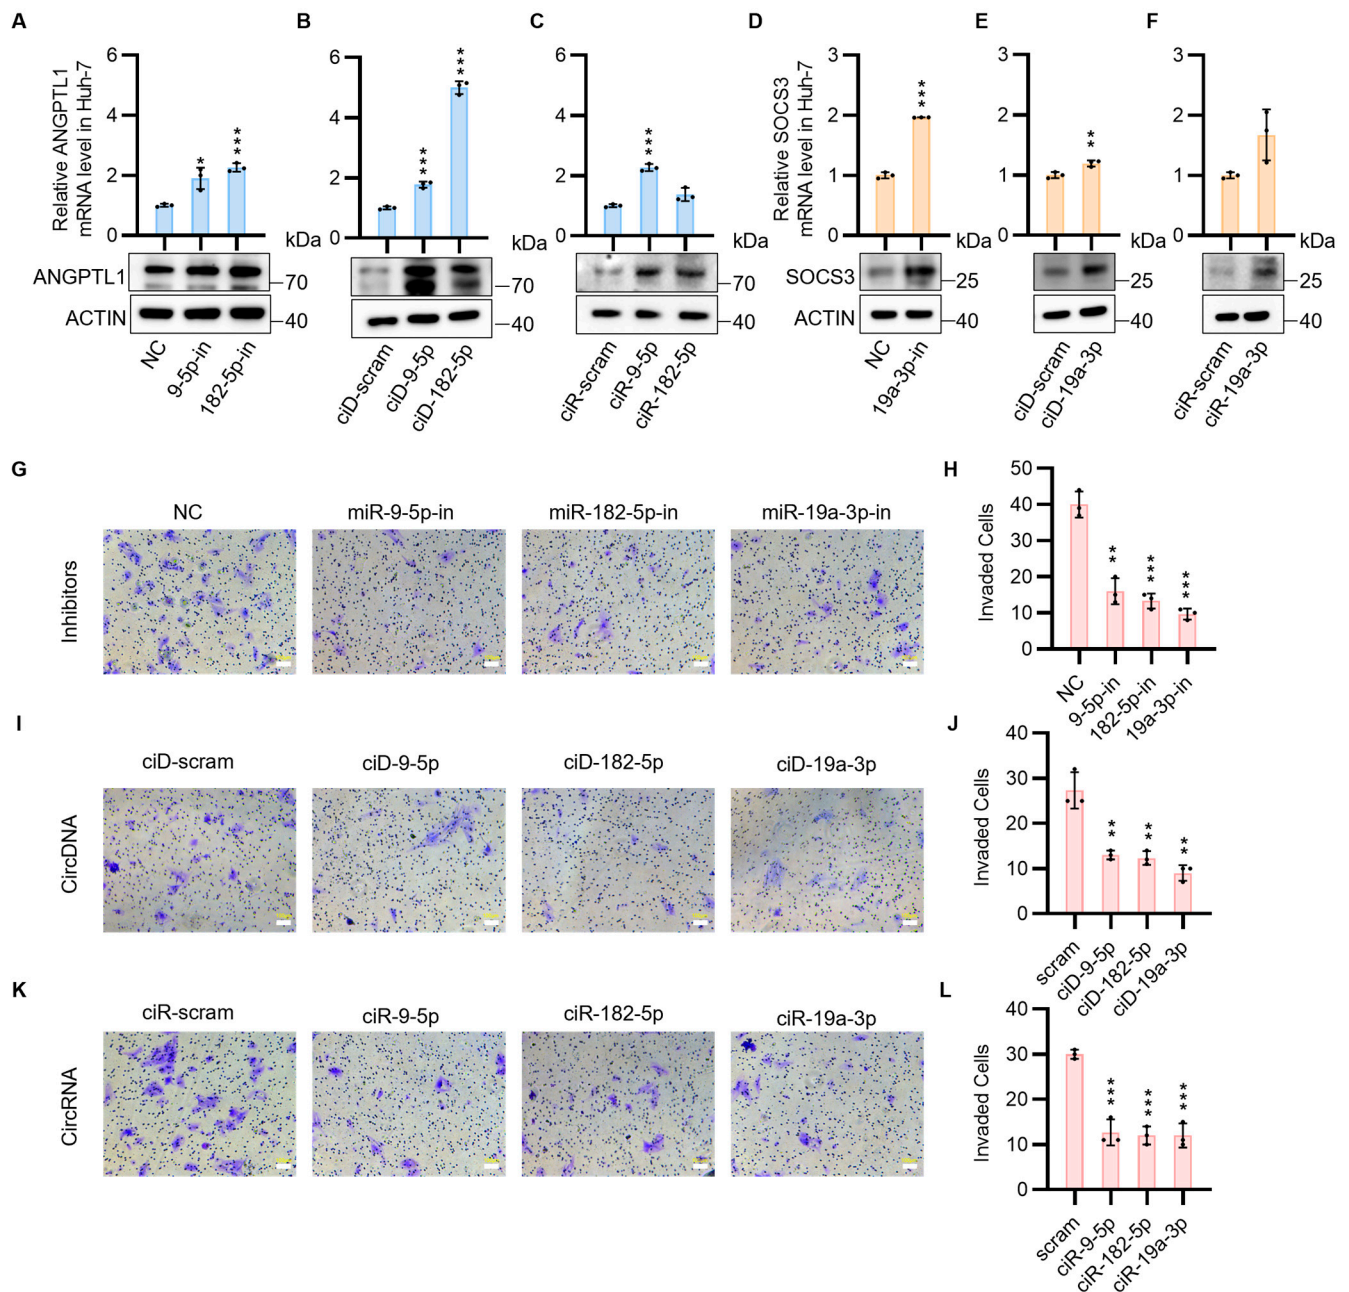 A
B
C
D
E
F
Relative ANGPTL1
mRNA level in Huh-7
6
4
2
0
*
***
kDa
ANGPTL1
70
ACTIN
40
NC
9-5p-in
182-5p-in
6
4
2
0
***
***
kDa
70
40
ciD-scram
ciD-9-5p
ciD-182-5p
6
4
2
0
***
kDa
70
40
ciR-scram
ciR-9-5p
ciR-182-5p
Relative SOCS3
mRNA level in Huh-7
3
2
1
0
***
kDa
SOCS3
25
ACTIN
40
NC
19a-3p-in
3
2
1
0
**
kDa
25
40
ciD-scram
ciD-19a-3p
3
2
1
0
kDa
25
40
ciR-scram
ciR-19a-3p
G
Inhibitors
NC
miR-9-5p-in
miR-182-5p-in
miR-19a-3p-in
H
Invaded Cells
50
40
30
20
10
0
**
***
***
NC
9-5p-in
182-5p-in
19a-3p-in
I
CircDNA
ciD-scram
ciD-9-5p
ciD-182-5p
ciD-19a-3p
J
Invaded Cells
40
30
20
10
0
**
**
**
scram
ciD-9-5p
ciD-182-5p
ciD-19a-3p
K
CircRNA
ciR-scram
ciR-9-5p
ciR-182-5p
ciR-19a-3p
L
Invaded Cells
40
30
20
10
0
***
***
***
scram
ciR-9-5p
ciR-182-5p
ciR-19a-3p